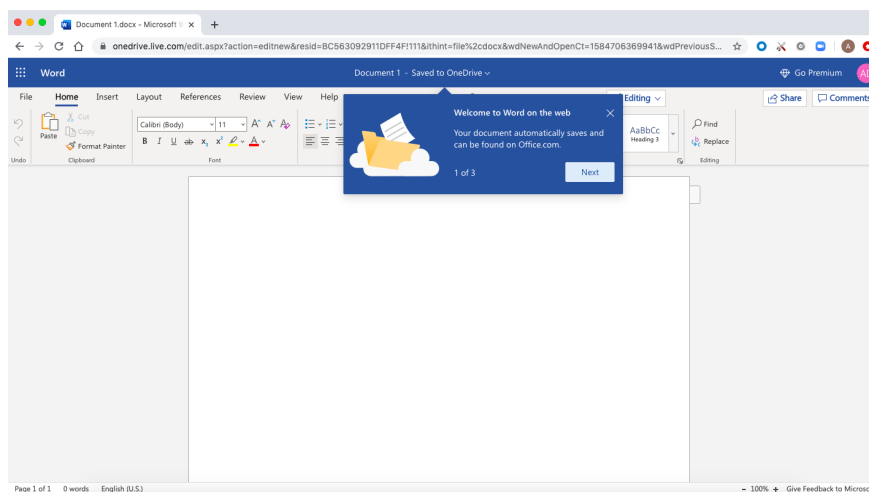 Document 1.docx - Microsoft W
onedrive.live.com/edit.aspx?action=editnew&resid=BC563092911DFF4F!111&ithint=file%2cdocx&wdNewAndOpenCt=1584706369941&wdPreviousS...
Word
Document 1 - Saved to OneDrive
Go Premium
AD
File Home Insert Layout References Review View Help
Editing
Share
Comments
Paste
Cut
Copy
Format Painter
Calibri (Body)
11
Welcome to Word on the web
Your document automatically saves and
can be found on Office.com.
1 of 3
Next
AaBbCc
Heading 3
Find
Replace
Undo
Clipboard
Font
Editing
Page 1 of 1 0 words English (U.S.)
100% Give Feedback to Microso